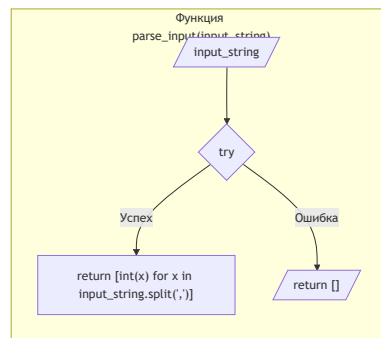 Функция
parse_input(input_string)
input_string
try
Успех
Ошибка
return [int(x) for x in
input_string.split(',')]
return []